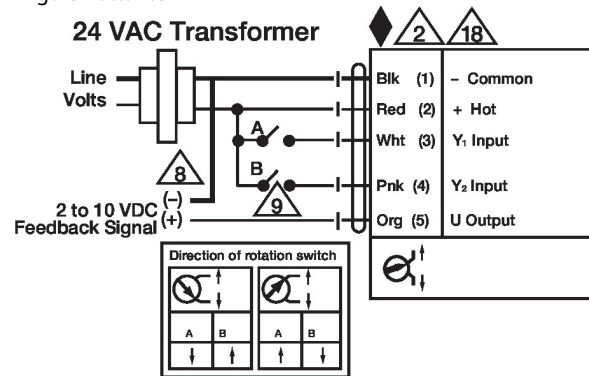 24 VAC Transformer
2
18
Line
Volts
Blk (1) – Common
Red (2) + Hot
A
Wht (3) Y₁ Input
B
Pnk (4) Y₂ Input
8
9
2 to 10 VDC (–)
Feedback Signal (+)
Org (5) U Output
Direction of rotation switch
A B A B